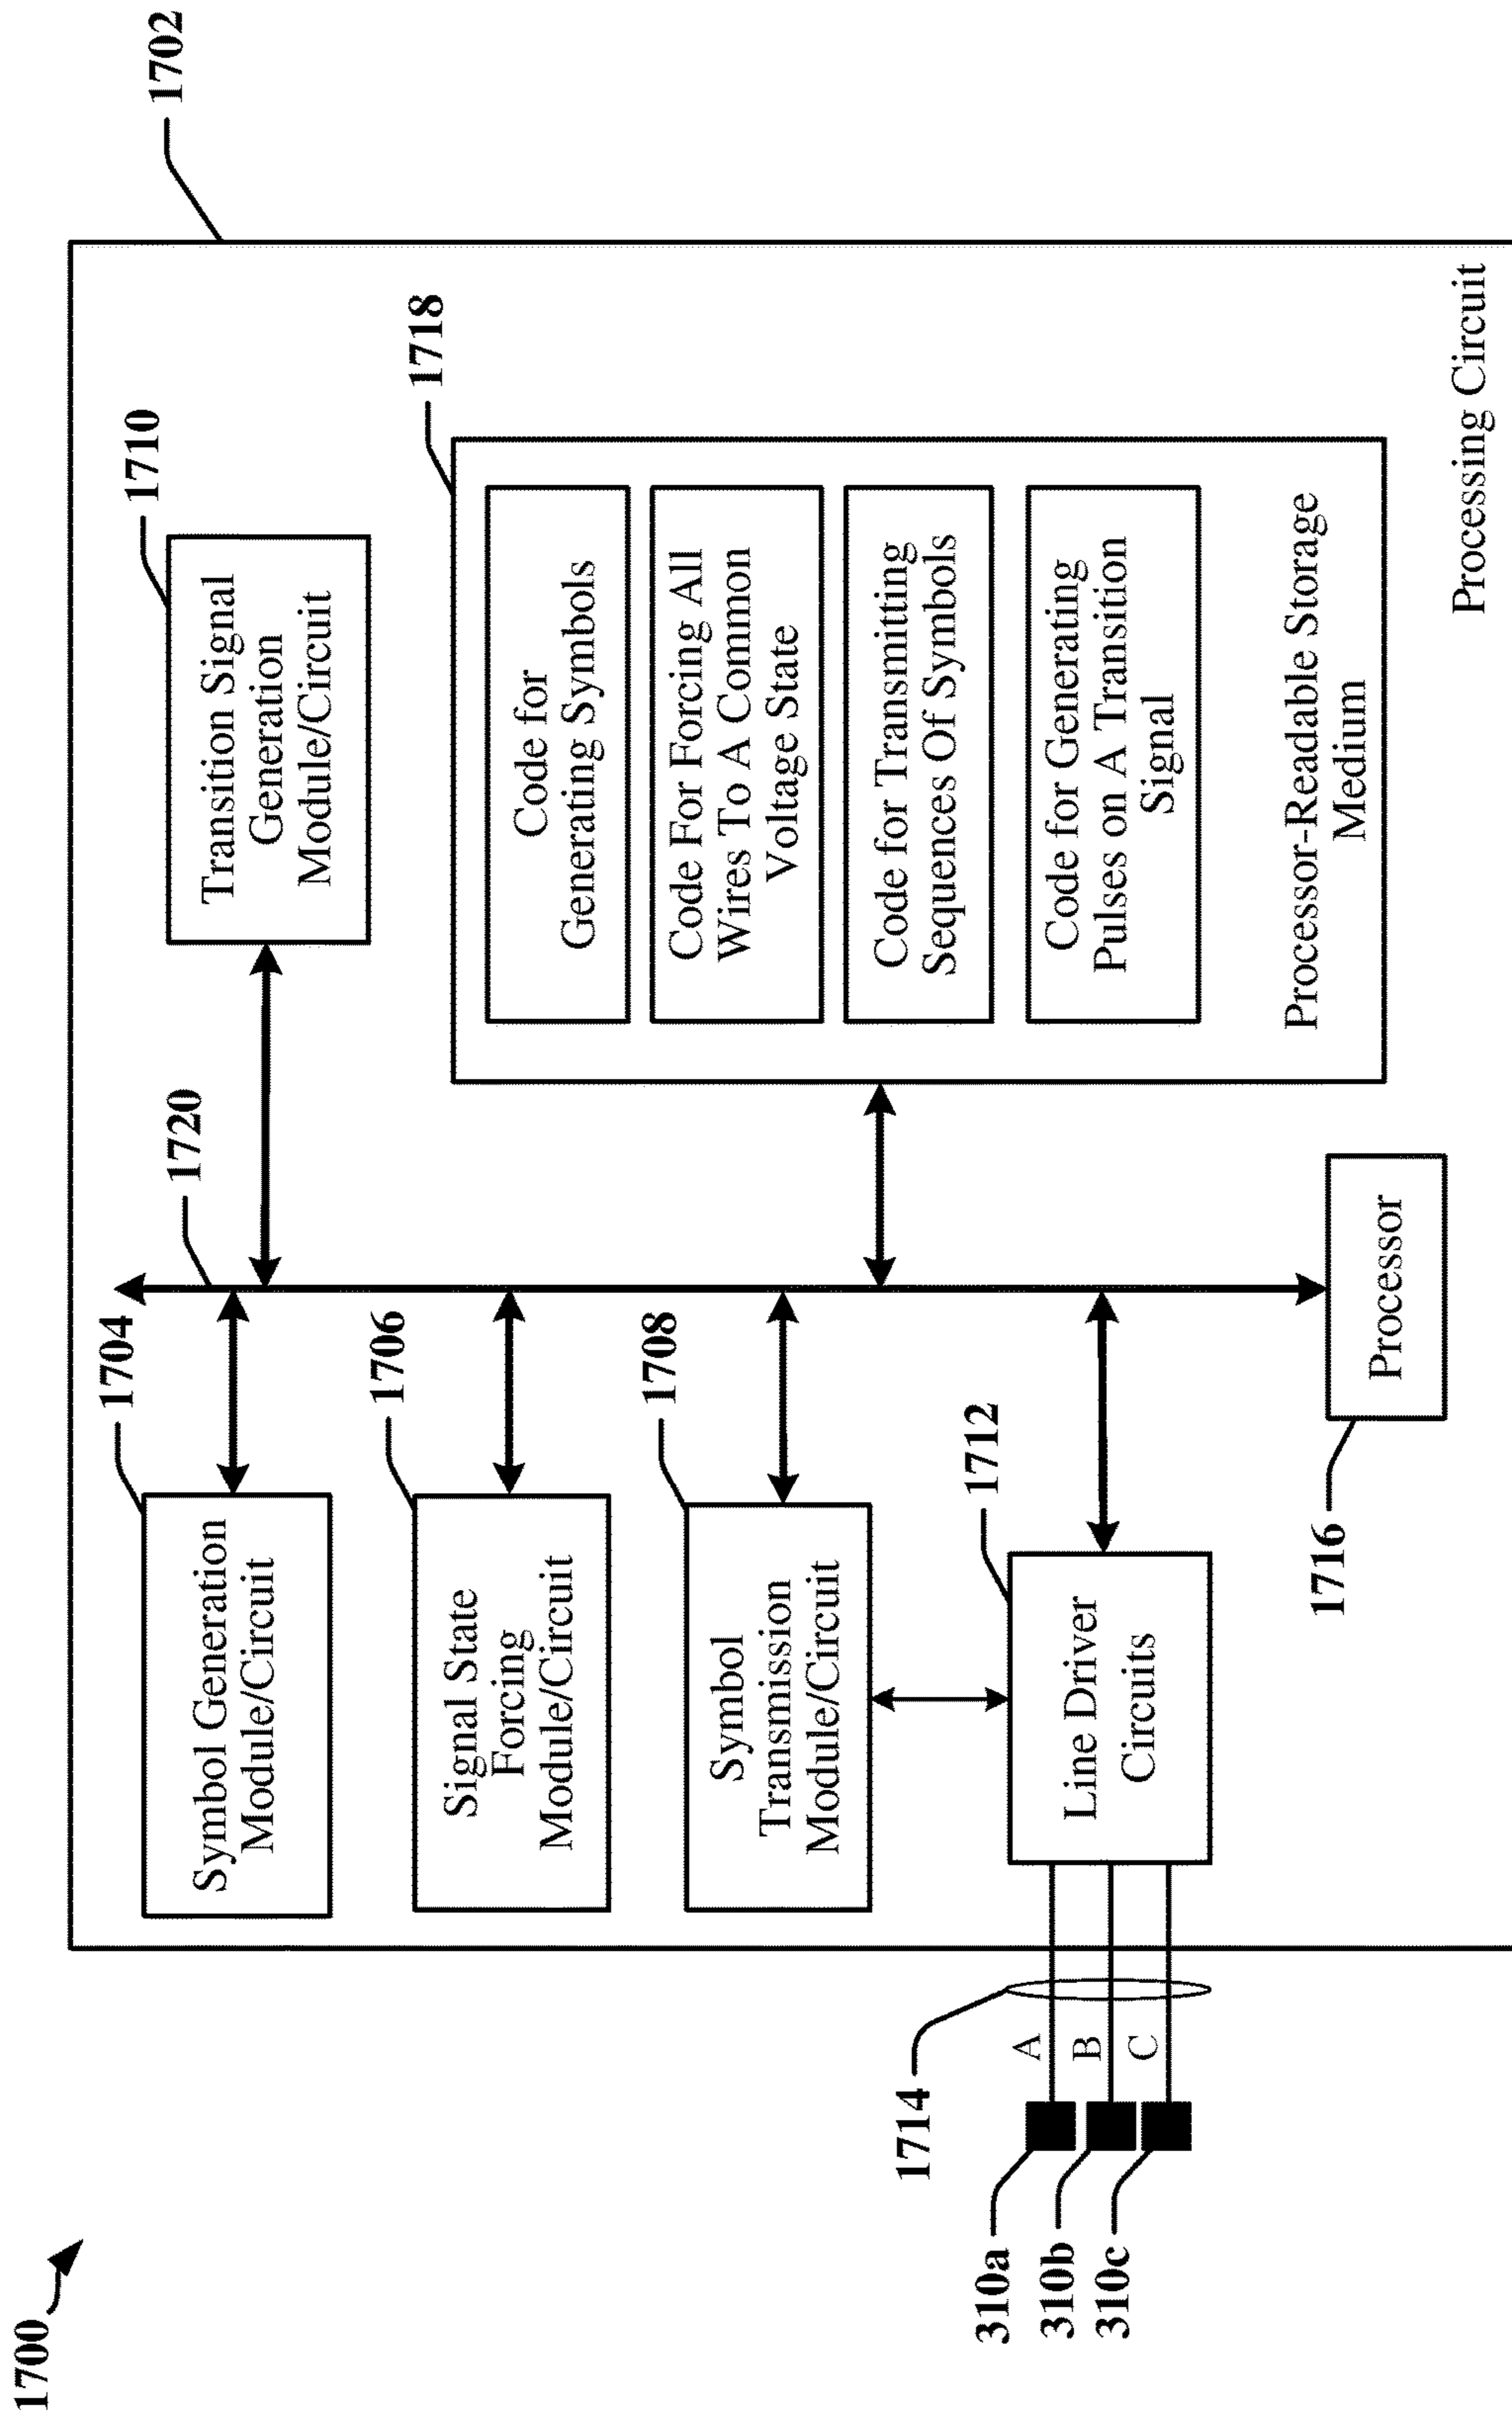 1700
1702
1704
Symbol Generation
Module/Circuit
1720
1710
Transition Signal
Generation
Module/Circuit
1706
Signal State
Forcing
Module/Circuit
1708
Symbol
Transmission
Module/Circuit
1718
Code for
Generating Symbols
Code For Forcing All
Wires To A Common
Voltage State
Code for Transmitting
Sequences Of Symbols
Code for Generating
Pulses on A Transition
Signal
Processor-Readable Storage
Medium
1712
Line Driver
Circuits
1714
A
B
C
310a
310b
310c
1716
Processor
Processing Circuit